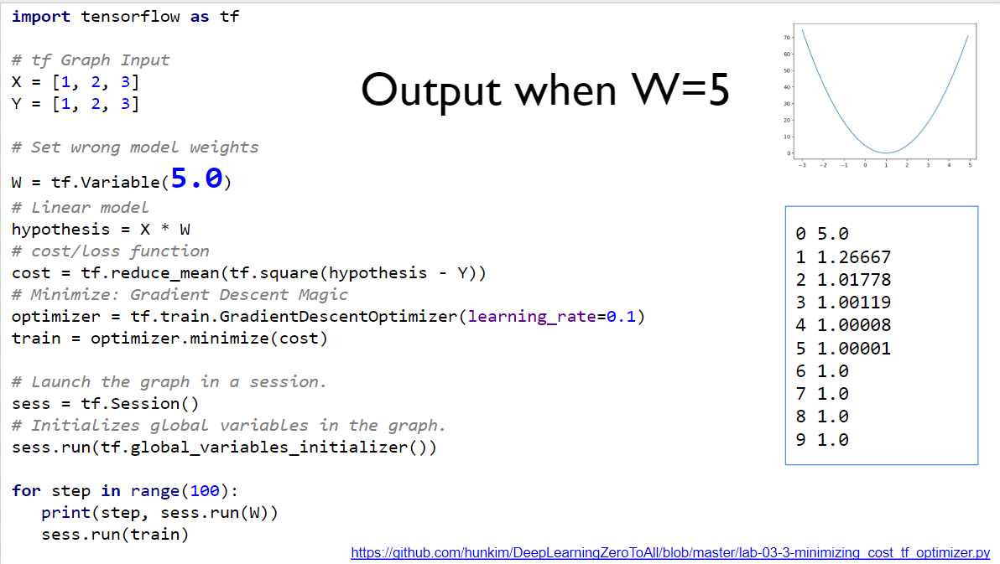 import tensorflow as tf
# tf Graph Input
X = [1, 2, 3]
Y = [1, 2, 3]
# Set wrong model weights
W = tf.Variable(5.0)
# Linear model
hypothesis = X * W
# cost/loss function
cost = tf.reduce_mean(tf.square(hypothesis - Y))
# Minimize: Gradient Descent Magic
optimizer = tf.train.GradientDescentOptimizer(learning_rate=0.1)
train = optimizer.minimize(cost)
# Launch the graph in a session.
sess = tf.Session()
# Initializes global variables in the graph.
sess.run(tf.global_variables_initializer())
for step in range(100):
print(step, sess.run(W))
sess.run(train)
Output when W=5
70
60
50
40
30
20
10
0
−3 −2 −1 0 1 2 3 4 5
0 5.0
1 1.26667
2 1.01778
3 1.00119
4 1.00008
5 1.00001
6 1.0
7 1.0
8 1.0
9 1.0
https://github.com/hunkim/DeepLearningZeroToAll/blob/master/lab-03-3-minimizing_cost_tf_optimizer.py